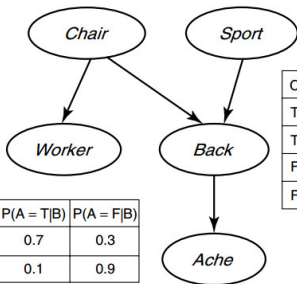 Chair
Sport
Worker
Back
Ache
P(A = T|B) P(A = F|B)
0.7 0.3
0.1 0.9
C
T
T
F
F